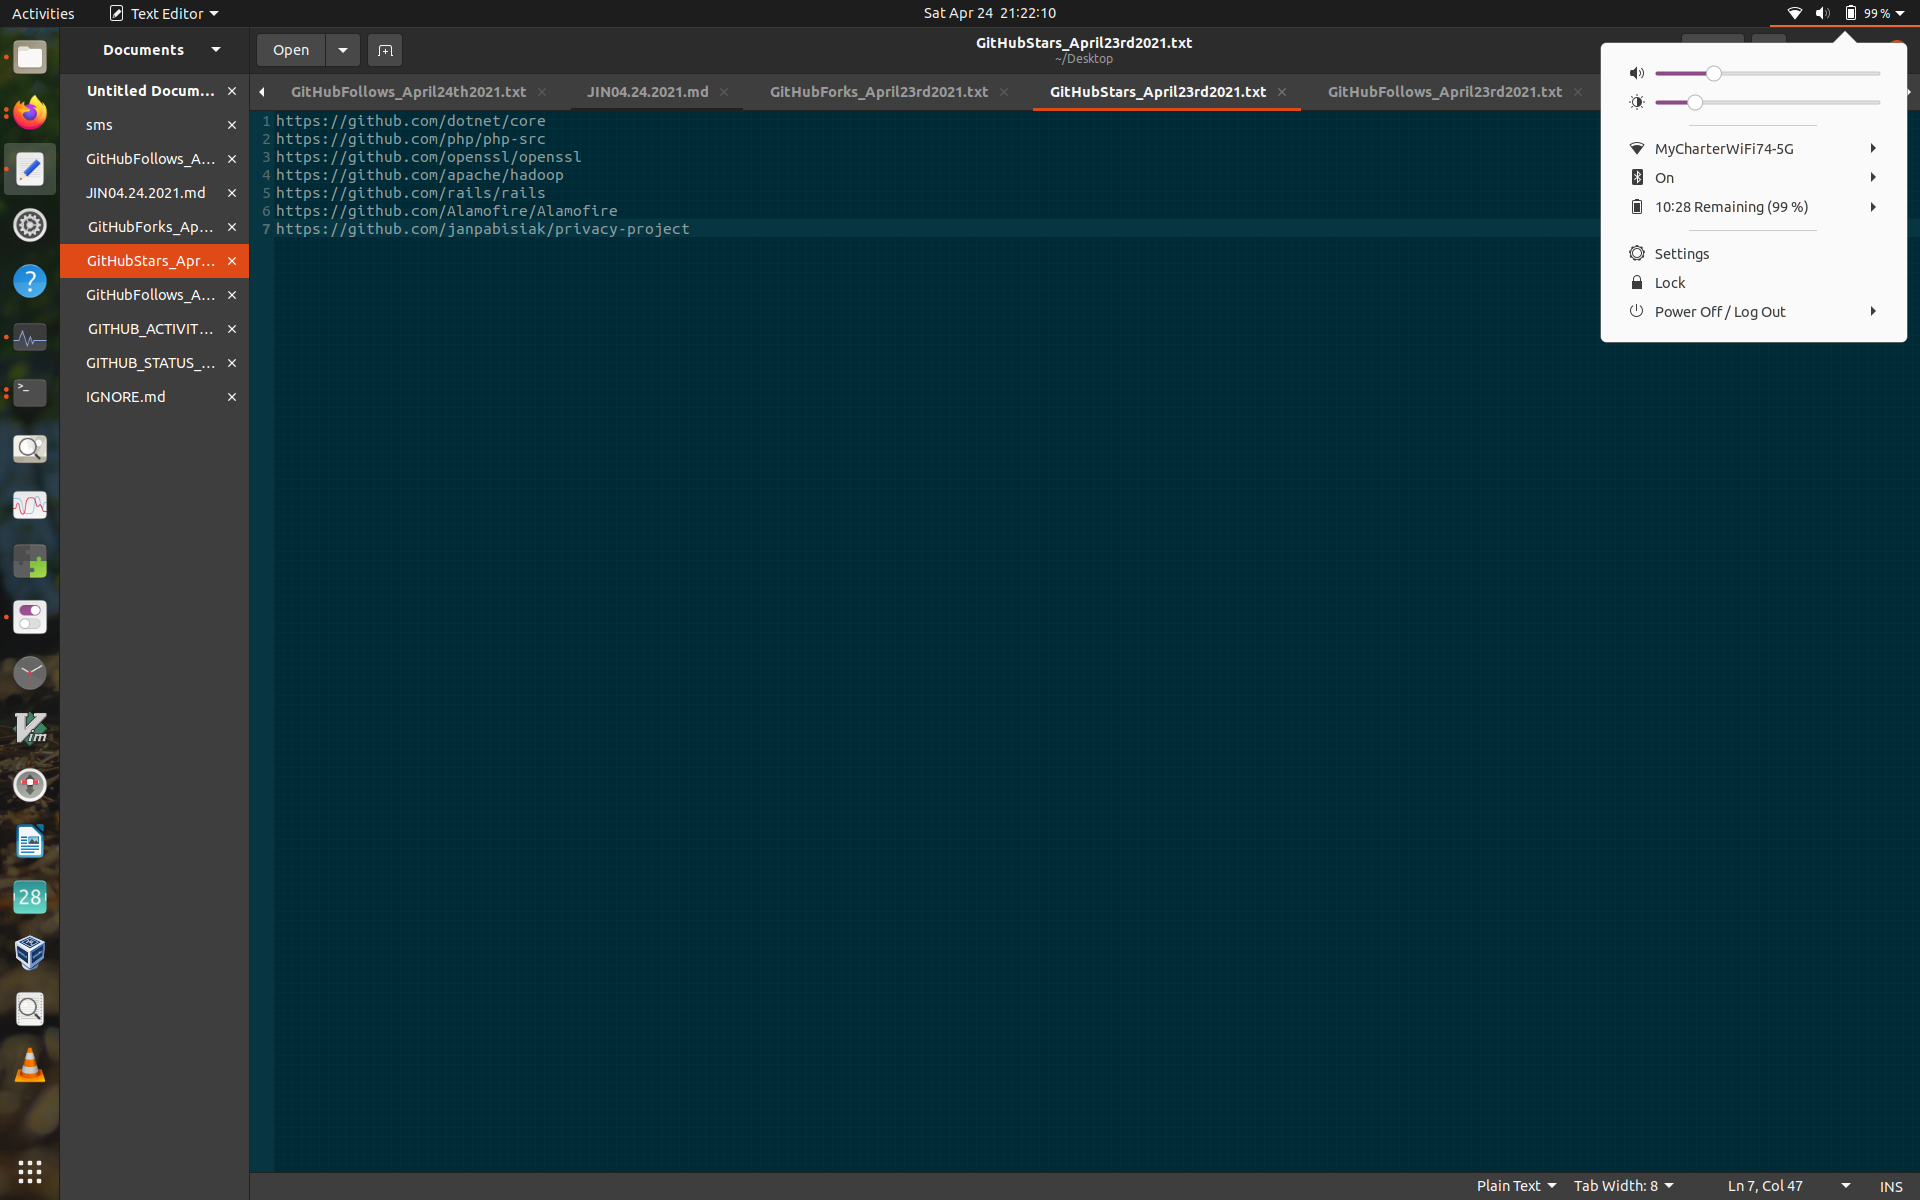 Activities
Text Editor
Sat Apr 24 21:22:10
99 %
Documents
Open
GitHubStars_April23rd2021.txt
~/Desktop
Untitled Docum...
sms
GitHubFollows_A...
JIN04.24.2021.md
GitHubForks_Ap...
GitHubStars_Apr...
GitHubFollows_A...
GITHUB_ACTIVIT...
GITHUB_STATUS_...
IGNORE.md
GitHubFollows_April24th2021.txt
JIN04.24.2021.md
GitHubForks_April23rd2021.txt
GitHubStars_April23rd2021.txt
GitHubFollows_April23rd2021.txt
1 https://github.com/dotnet/core
2 https://github.com/php/php-src
3 https://github.com/openssl/openssl
4 https://github.com/apache/hadoop
5 https://github.com/rails/rails
6 https://github.com/Alamofire/Alamofire
7 https://github.com/janpabisiak/privacy-project
MyCharterWiFi74-5G
On
10:28 Remaining (99 %)
Settings
Lock
Power Off / Log Out
?
>_
Vim
28
Plain Text
Tab Width: 8
Ln 7, Col 47
INS